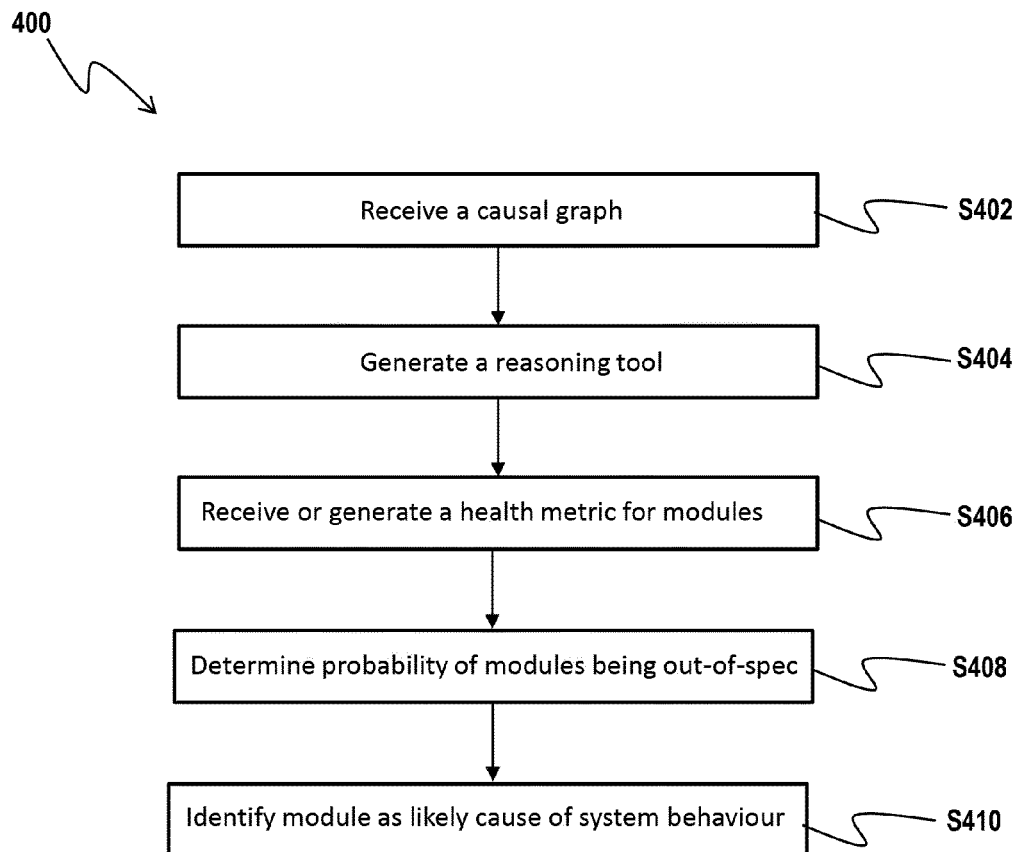 400
Receive a causal graph
S402
Generate a reasoning tool
S404
Receive or generate a health metric for modules
S406
Determine probability of modules being out-of-spec
S408
Identify module as likely cause of system behaviour
S410